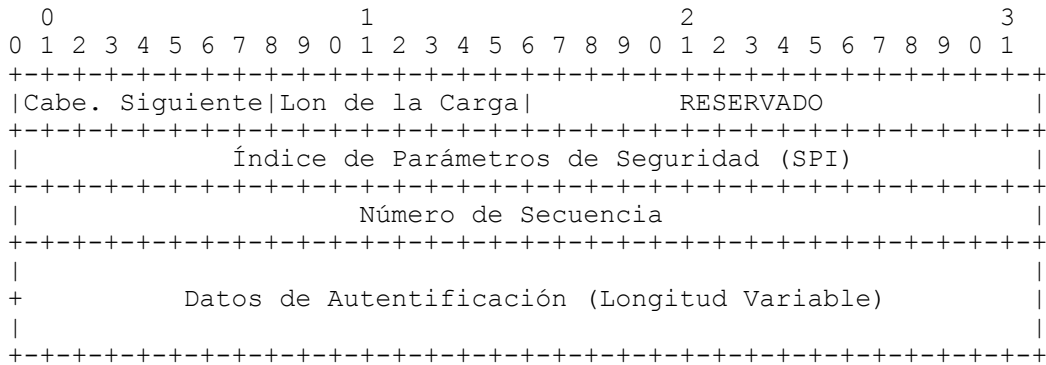 0 1 2 3
0 1 2 3 4 5 6 7 8 9 0 1 2 3 4 5 6 7 8 9 0 1 2 3 4 5 6 7 8 9 0 1
+-+-+-+-+-+-+-+-+-+-+-+-+-+-+-+-+-+-+-+-+-+-+-+-+-+-+-+-+-+-+-+-+
|Cabe. Siguiente|Lon de la Carga| RESERVADO |
+-+-+-+-+-+-+-+-+-+-+-+-+-+-+-+-+-+-+-+-+-+-+-+-+-+-+-+-+-+-+-+-+
| Índice de Parámetros de Seguridad (SPI) |
+-+-+-+-+-+-+-+-+-+-+-+-+-+-+-+-+-+-+-+-+-+-+-+-+-+-+-+-+-+-+-+-+
| Número de Secuencia |
+-+-+-+-+-+-+-+-+-+-+-+-+-+-+-+-+-+-+-+-+-+-+-+-+-+-+-+-+-+-+-+-+
| |
+ Datos de Autentificación (Longitud Variable) |
| |
+-+-+-+-+-+-+-+-+-+-+-+-+-+-+-+-+-+-+-+-+-+-+-+-+-+-+-+-+-+-+-+-+